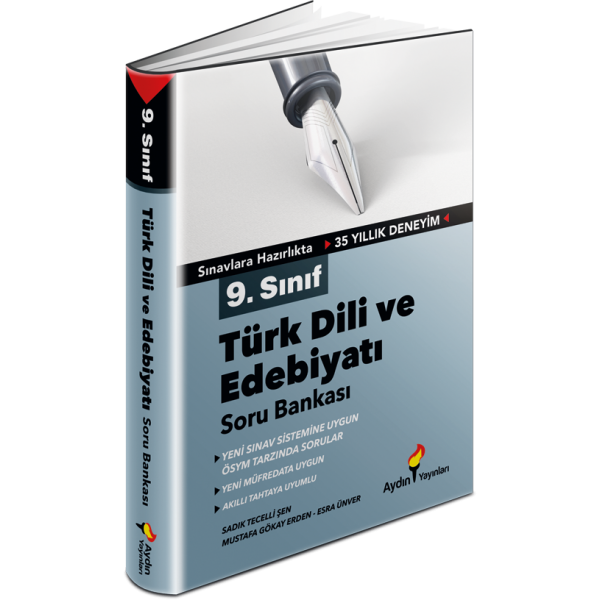 9. Sınıf
Türk Dili ve Edebiyatı Soru Bankası
Aydın
Yayınları
Sınavlara Hazırlıkta
35 YILLIK DENEYİM
9. Sınıf
Türk Dili ve
Edebiyatı
Soru Bankası
YENİ SINAV SİSTEMİNE UYGUN
ÖSYM TARZINDA SORULAR
YENİ MÜFREDATA UYGUN
AKILLI TAHTAYA UYUMLU
SADIK TECELLİ ŞEN
MUSTAFA GÖKAY ERDEN - ESRA ÜNVER
Aydın Yayınları